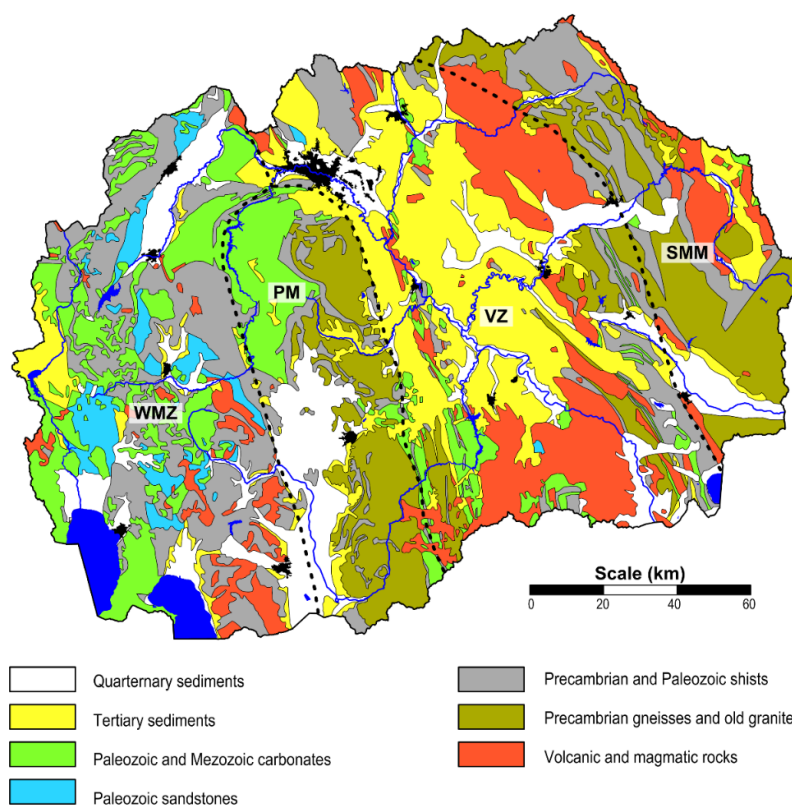 SMM
PM
VZ
WMZ
Scale (km)
0 20 40 60
Quarternary sediments
Tertiary sediments
Paleozoic and Mezozoic carbonates
Paleozoic sandstones
Precambrian and Paleozoic shists
Precambrian gneisses and old granite
Volcanic and magmatic rocks